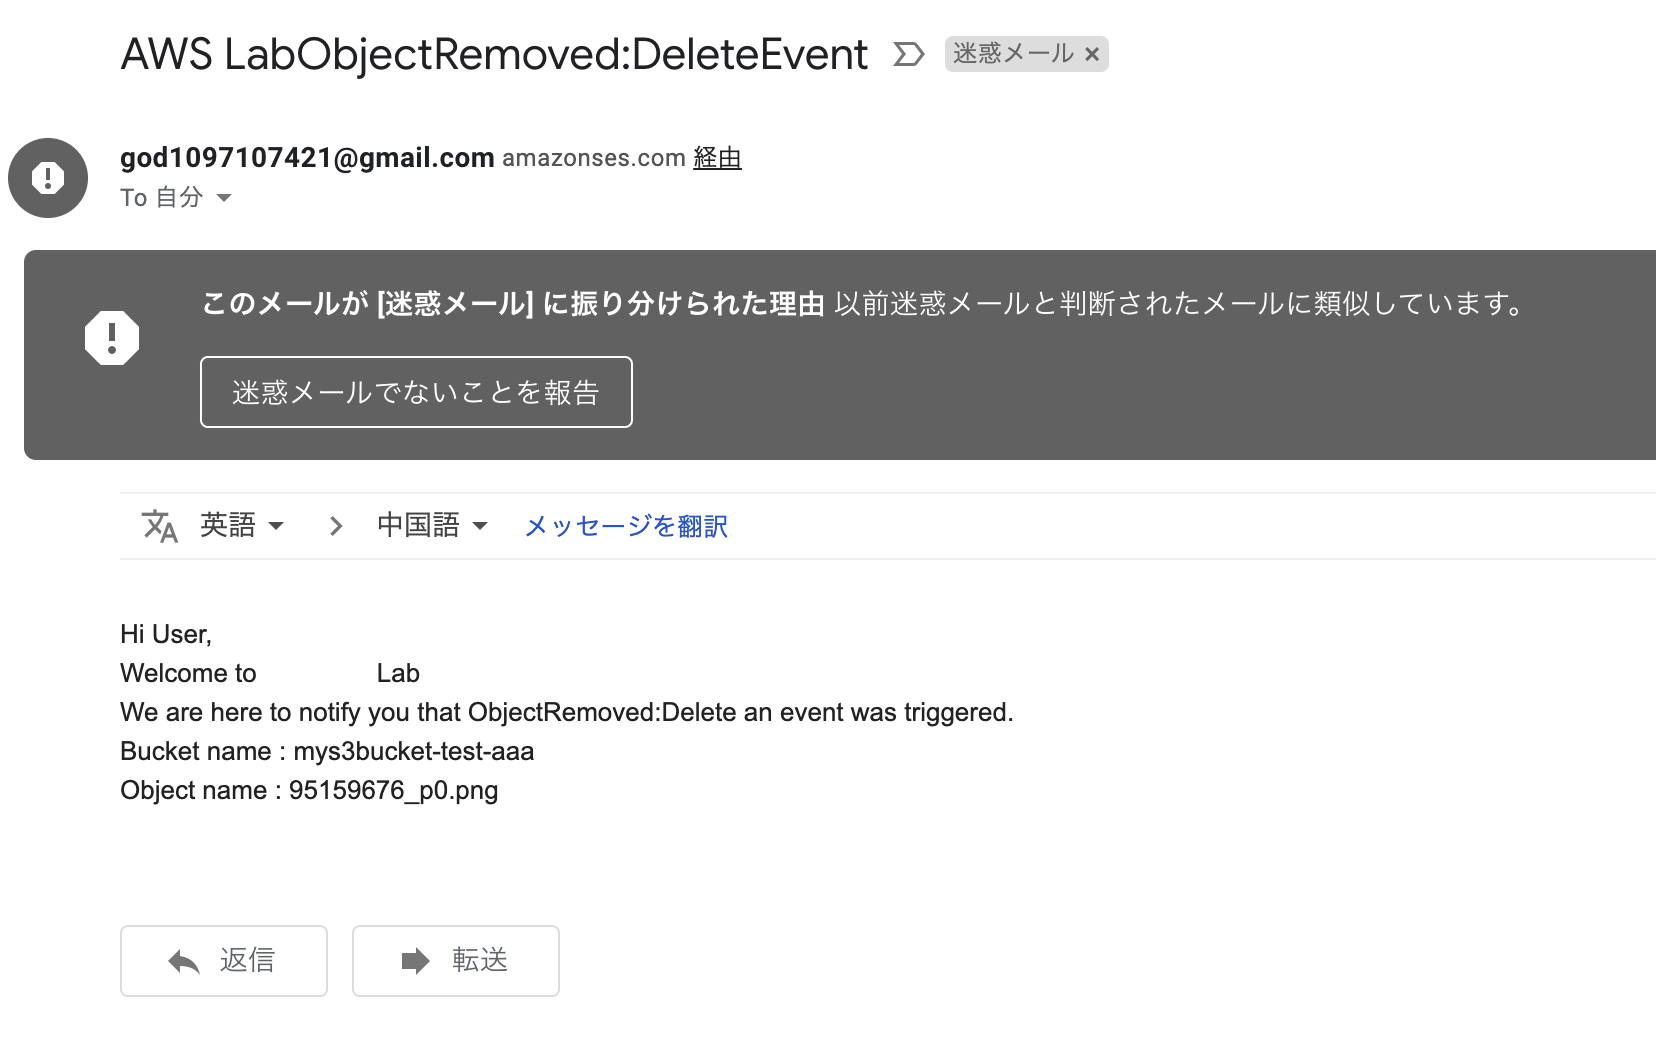 AWS LabObjectRemoved:DeleteEvent 迷惑メール ×
god1097107421@gmail.com amazonses.com 経由
To 自分
このメールが [迷惑メール] に振り分けられた理由 以前迷惑メールと判断されたメールに類似しています。
迷惑メールでないことを報告
英語 中国語 メッセージを翻訳
Hi User,
Welcome to Lab
We are here to notify you that ObjectRemoved:Delete an event was triggered.
Bucket name : mys3bucket-test-aaa
Object name : 95159676_p0.png
返信 転送